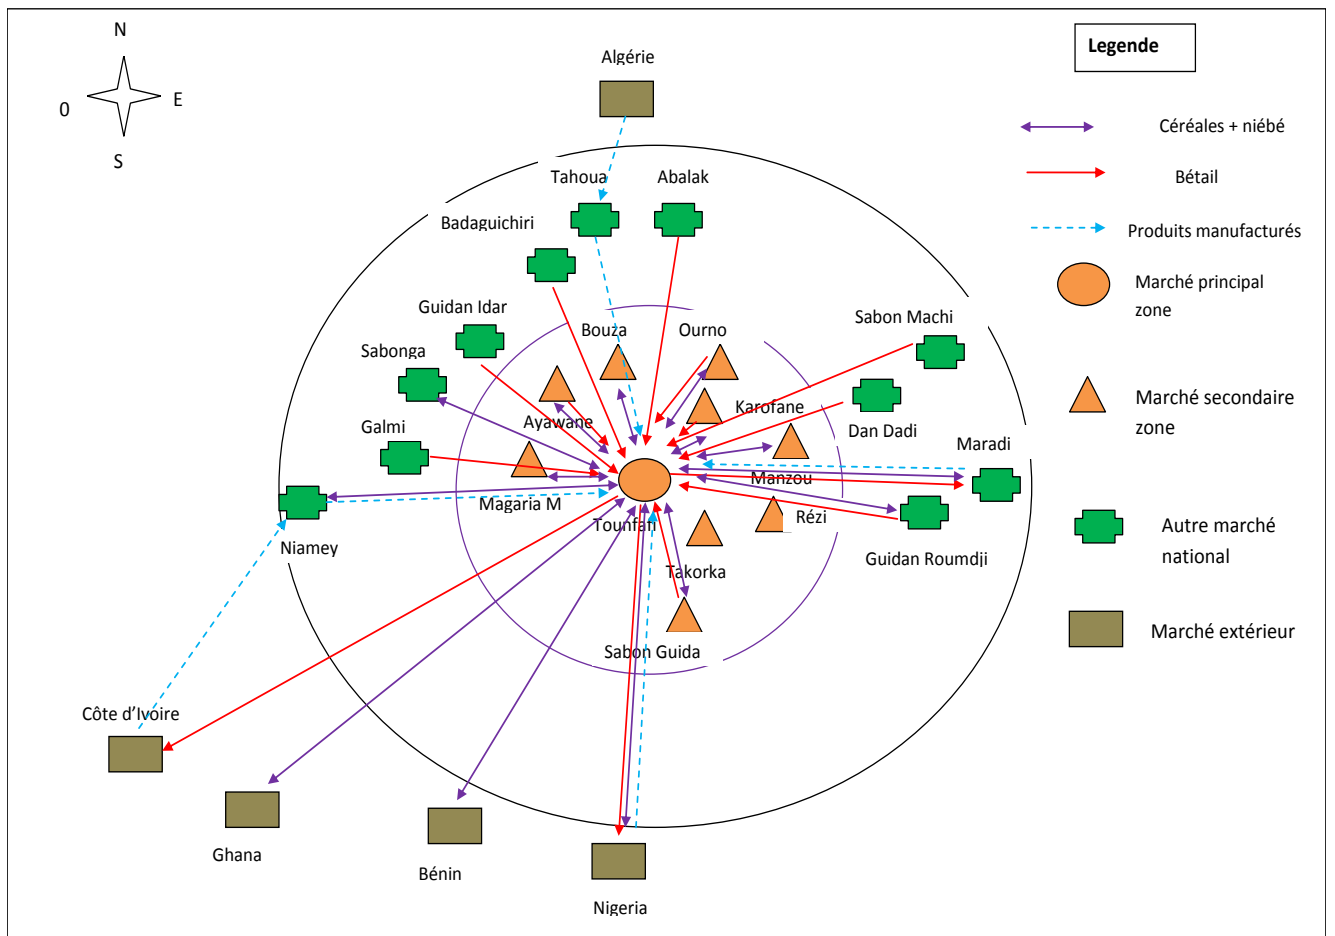 N
Algérie
Legende
0
E
Céréales + niébé
S
Tahoua
Abalak
Bétail
Badaguichiri
Produits manufacturés
Marché principal
zone
Guidan Idar
Bouza
Ourno
Sabon Machi
Sabonga
Marché secondaire
zone
Ayawane
Karofane
Galmi
Dan Dadi
Maradi
Magaria M
Manzou
Tounfafi
Rézi
Autre marché
national
Niamey
Guidan Roumdji
Takorka
Marché extérieur
Sabon Guida
Côte d’Ivoire
Ghana
Bénin
Nigeria